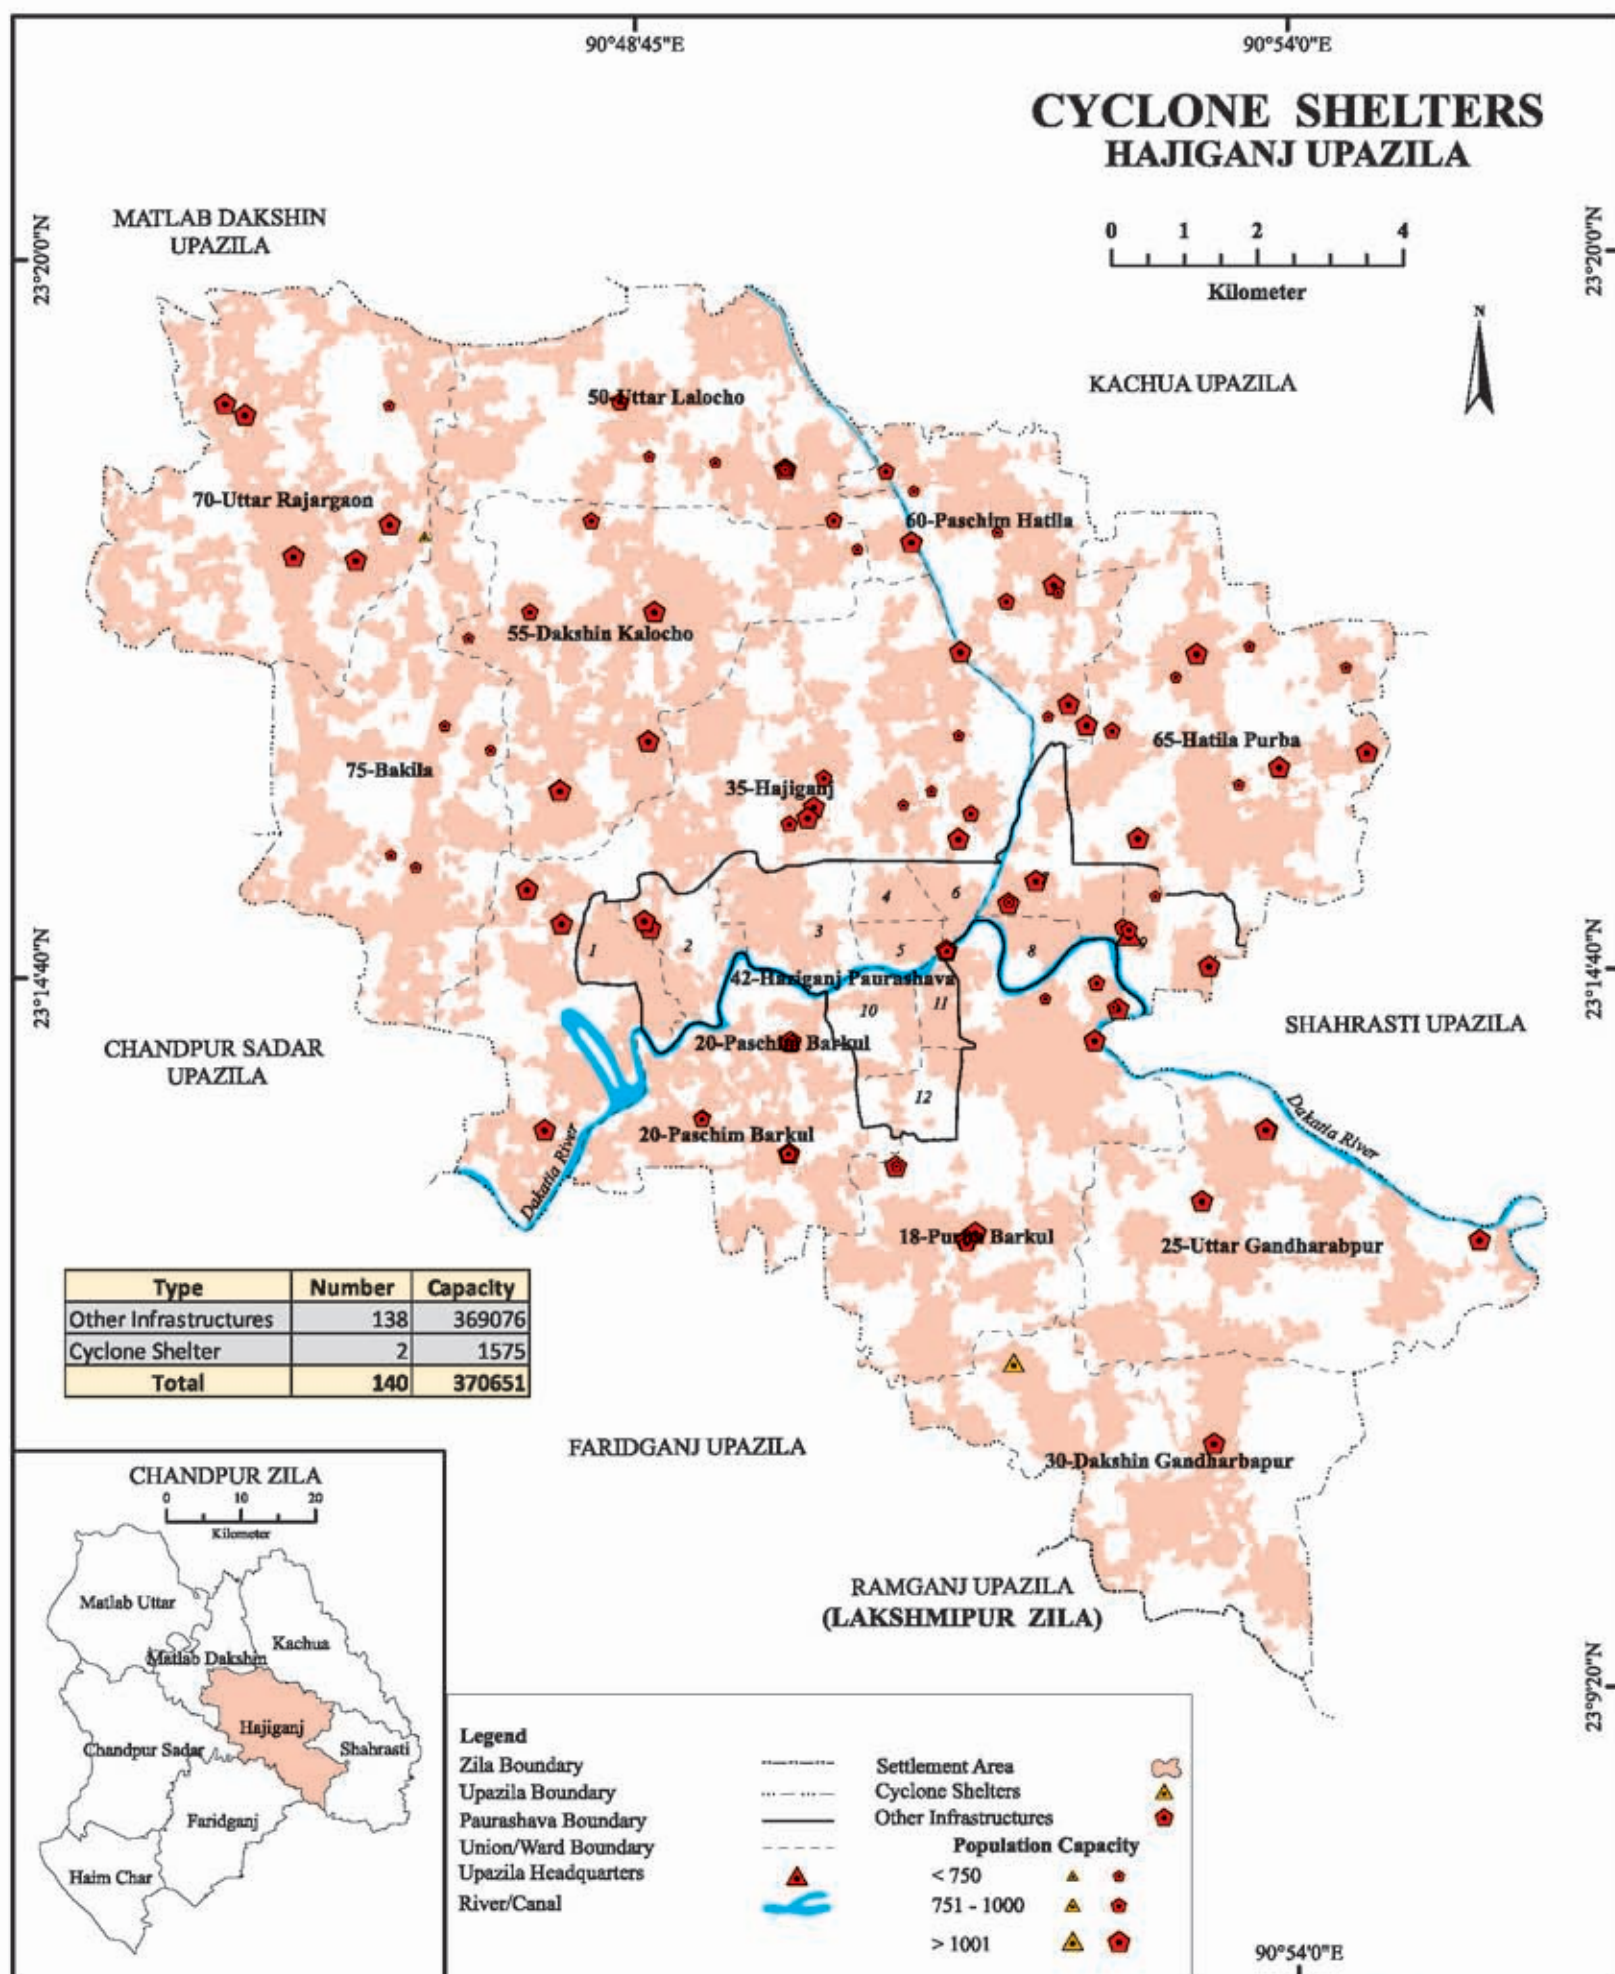 90°48'45"E
90°54'0"E
CYCLONE SHELTERS
HAJIGANJ UPAZILA
MATLAB DAKSHIN
UPAZILA
23°20'0"N
23°20'0"N
0 1 2 4
Kilometer
N
KACHUA UPAZILA
50-Uttar Lalocho
70-Uttar Rajargaon
60-Paschim Hatila
55-Dakshin Kalocho
65-Hatila Purba
75-Bakila
35-Hajiganj
4
6
7
1
2
3
5
8
9
42-Haziganj Paurashava
10
11
23°14'40"N
23°14'40"N
SHAHRASTI UPAZILA
CHANDPUR SADAR
UPAZILA
20-Paschim Barkul
12
Dakatia River
20-Paschim Barkul
Dakatia River
18-Purba Barkul
25-Uttar Gandharabpur
Type Number Capacity
Other Infrastructures 138 369076
Cyclone Shelter 2 1575
Total 140 370651
FARIDGANJ UPAZILA
30-Dakshin Gandharbapur
CHANDPUR ZILA
0 10 20
Kilometer
Matlab Uttar
Kachua
Matlab Dakshin
Hajiganj
Chandpur Sadar
Shahrasti
Faridganj
Haim Char
RAMGANJ UPAZILA
(LAKSHMIPUR ZILA)
23°9'20"N
Legend
Zila Boundary
Upazila Boundary
Paurashava Boundary
Union/Ward Boundary
Upazila Headquarters
River/Canal
Settlement Area
Cyclone Shelters
Other Infrastructures
Population Capacity
< 750
751 - 1000
> 1001
90°54'0"E